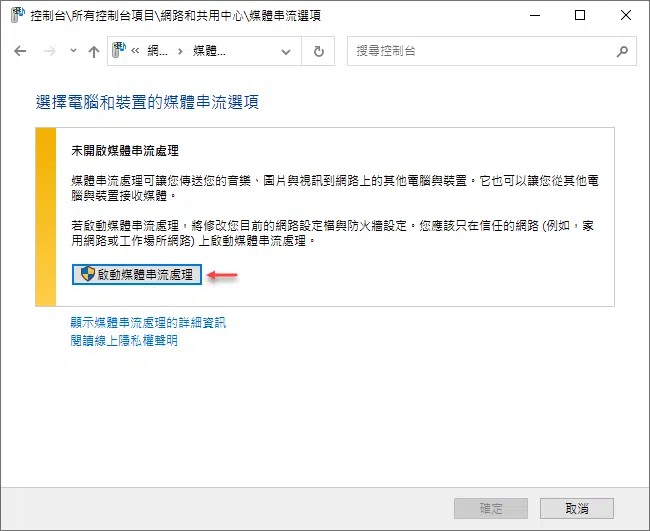 控制台\所有控制台項目\網路和共用中心\媒體串流選項
網... 媒體...
搜尋控制台
選擇電腦和裝置的媒體串流選項
未開啟媒體串流處理
媒體串流處理可讓您傳送您的音樂、圖片與視訊到網路上的其他電腦與裝置。它也可以讓您從其他電
腦與裝置接收媒體。
若啟動媒體串流處理，將修改您目前的網路設定檔與防火牆設定。您應該只在信任的網路 (例如，家
用網路或工作場所網路) 上啟動媒體串流處理。
啟動媒體串流處理
顯示媒體串流處理的詳細資訊
閱讀線上隱私權聲明
確定 取消